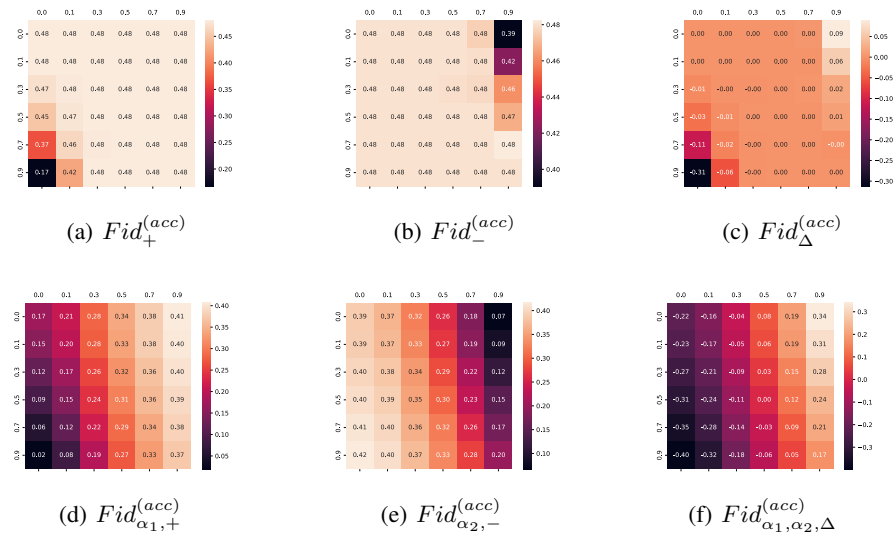 0.0 0.1 0.3 0.5 0.7 0.9
0.0 0.48 0.48 0.48 0.48 0.48 0.48
0.1 0.48 0.48 0.48 0.48 0.48 0.48
0.3 0.47 0.48 0.48 0.48 0.48 0.48
0.5 0.45 0.47 0.48 0.48 0.48 0.48
0.7 0.37 0.46 0.48 0.48 0.48 0.48
0.9 0.17 0.42 0.48 0.48 0.48 0.48
0.45
0.40
0.35
0.30
0.25
0.20
(a) Fid_+^{(acc)}
0.0 0.1 0.3 0.5 0.7 0.9
0.0 0.48 0.48 0.48 0.48 0.48 0.39
0.1 0.48 0.48 0.48 0.48 0.48 0.42
0.3 0.48 0.48 0.48 0.48 0.48 0.46
0.5 0.48 0.48 0.48 0.48 0.48 0.47
0.7 0.48 0.48 0.48 0.48 0.48 0.48
0.9 0.48 0.48 0.48 0.48 0.48 0.48
0.48
0.46
0.44
0.42
0.40
(b) Fid_-^{(acc)}
0.0 0.1 0.3 0.5 0.7 0.9
0.0 0.00 0.00 0.00 0.00 0.00 0.09
0.1 0.00 0.00 0.00 0.00 0.00 0.06
0.3 -0.01 -0.00 -0.00 0.00 0.00 0.02
0.5 -0.03 -0.01 -0.00 0.00 0.00 0.01
0.7 -0.11 -0.02 -0.00 0.00 0.00 -0.00
0.9 -0.31 -0.06 -0.00 0.00 0.00 0.00
0.05
0.00
−0.05
−0.10
−0.15
−0.20
−0.25
−0.30
(c) Fid_Δ^{(acc)}
0.0 0.1 0.3 0.5 0.7 0.9
0.0 0.17 0.21 0.28 0.34 0.38 0.41
0.1 0.15 0.20 0.28 0.33 0.38 0.40
0.3 0.12 0.17 0.26 0.32 0.36 0.40
0.5 0.09 0.15 0.24 0.31 0.36 0.39
0.7 0.06 0.12 0.22 0.29 0.34 0.38
0.9 0.02 0.08 0.19 0.27 0.33 0.37
0.40
0.35
0.30
0.25
0.20
0.15
0.10
0.05
(d) Fid_{α_1,+}^{(acc)}
0.0 0.1 0.3 0.5 0.7 0.9
0.0 0.39 0.37 0.32 0.26 0.18 0.07
0.1 0.39 0.37 0.33 0.27 0.19 0.09
0.3 0.40 0.38 0.34 0.29 0.22 0.12
0.5 0.40 0.39 0.35 0.30 0.23 0.15
0.7 0.41 0.40 0.36 0.32 0.26 0.17
0.9 0.42 0.40 0.37 0.33 0.28 0.20
0.40
0.35
0.30
0.25
0.20
0.15
0.10
(e) Fid_{α_2,-}^{(acc)}
0.0 0.1 0.3 0.5 0.7 0.9
0.0 -0.22 -0.16 -0.04 0.08 0.19 0.34
0.1 -0.23 -0.17 -0.05 0.06 0.19 0.31
0.3 -0.27 -0.21 -0.09 0.03 0.15 0.28
0.5 -0.31 -0.24 -0.11 0.00 0.12 0.24
0.7 -0.35 -0.28 -0.14 -0.03 0.09 0.21
0.9 -0.40 -0.32 -0.18 -0.06 0.05 0.17
0.3
0.2
0.1
0.0
−0.1
−0.2
−0.3
(f) Fid_{α_1,α_2,Δ}^{(acc)}